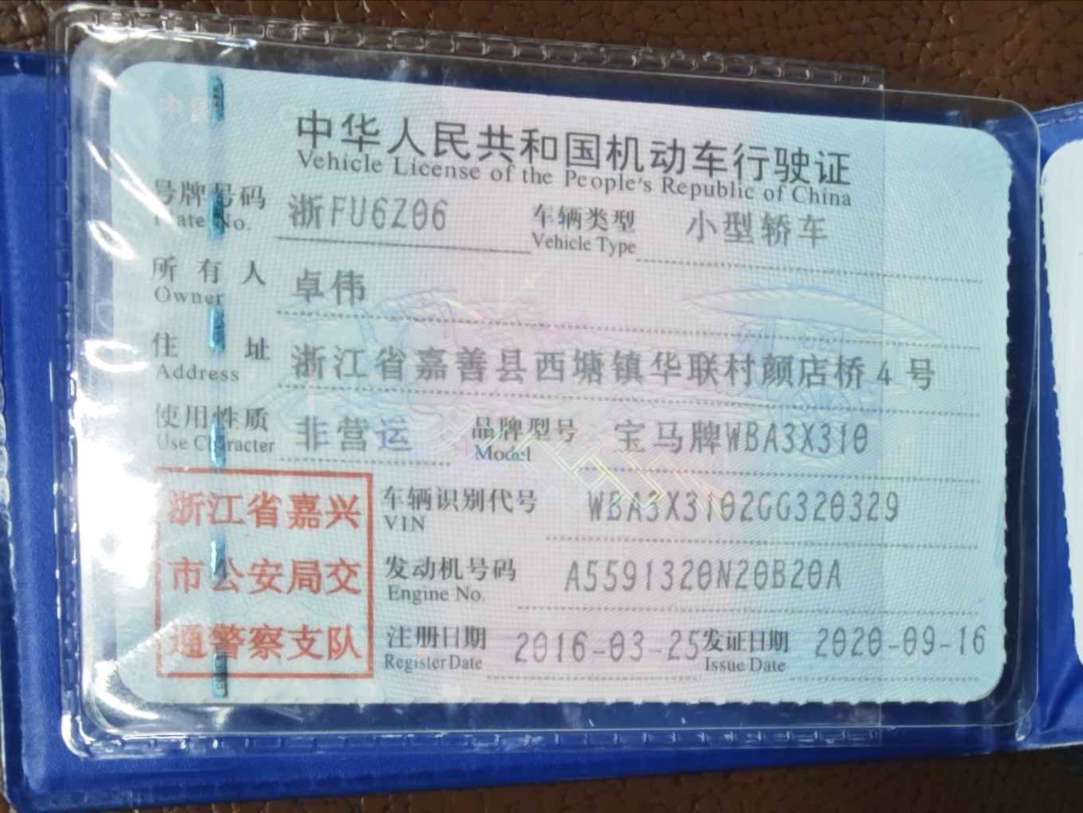 中华人民共和国机动车行驶证
Vehicle License of the People's Republic of China
号牌号码 浙FU6Z06 车辆类型 小型轿车
Plate No. Vehicle Type
所有人 卓伟
Owner
住址 浙江省嘉善县西塘镇华联村颜店桥4号
Address
使用性质 非营运 品牌型号 宝马牌WBA3X310
Use Character Model
浙江省嘉兴
市公安局交
通警察支队
车辆识别代号 WBA3X3102GG320329
VIN
发动机号码 A5591320N20B20A
Engine No.
注册日期 2016-03-25 发证日期 2020-09-16
Register Date Issue Date